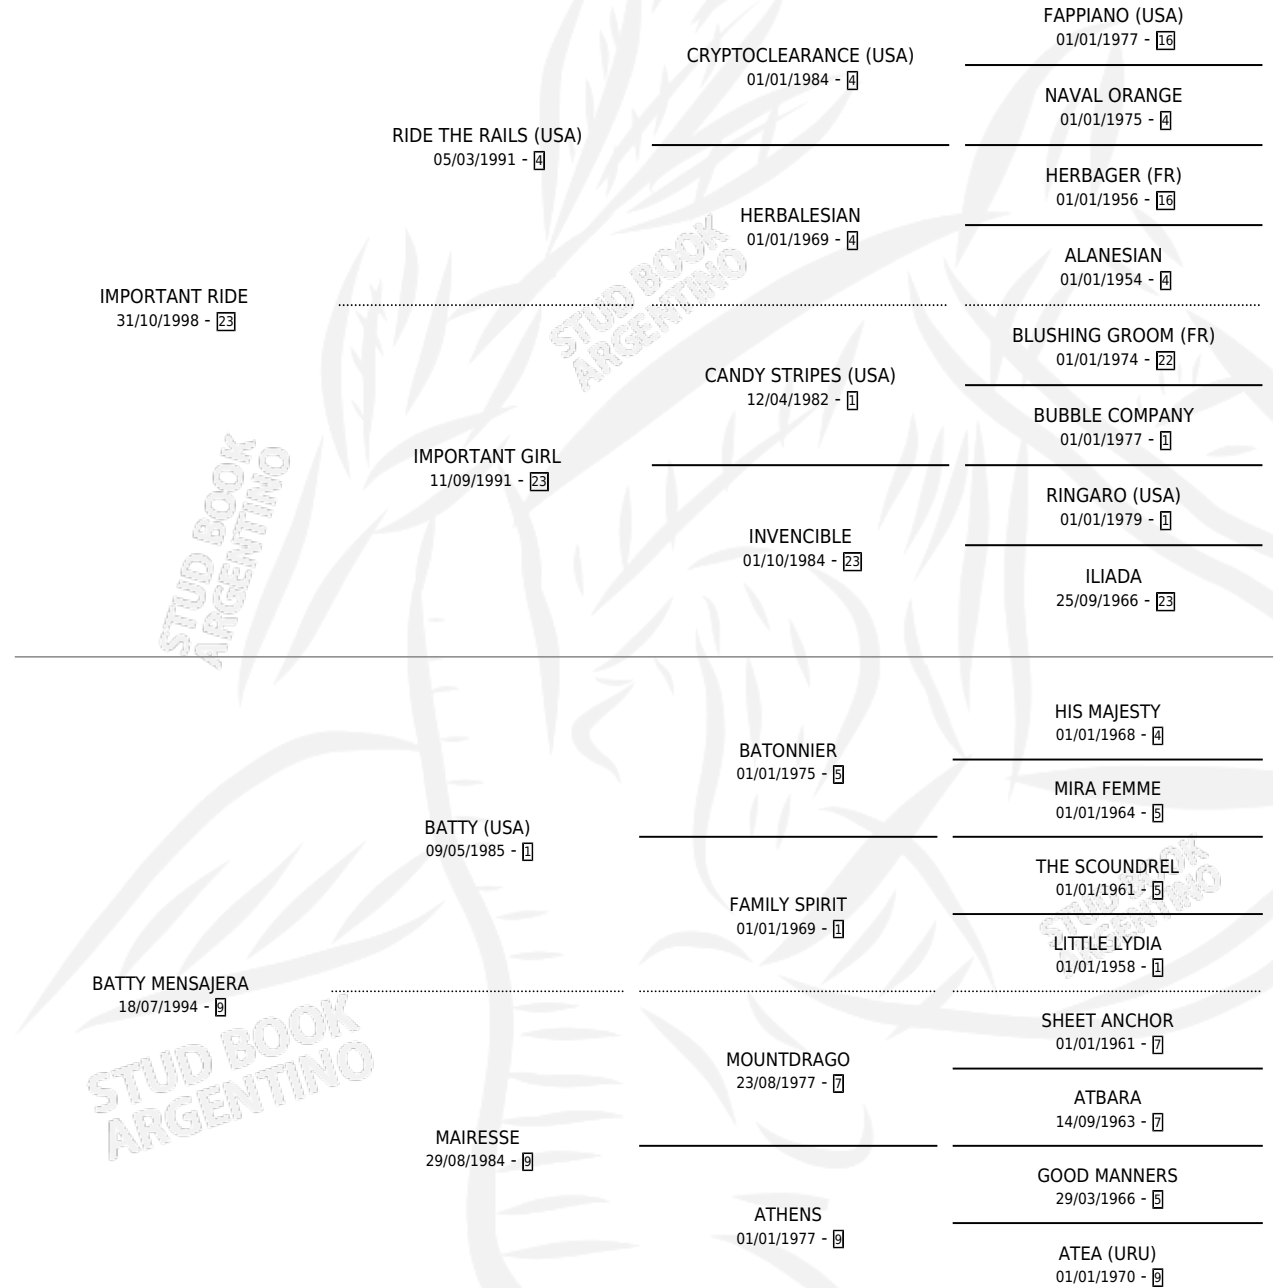 FAPPIANO (USA)
01/01/1977 - 16
CRYPTOCLEARANCE (USA)
01/01/1984 - 4
NAVAL ORANGE
01/01/1975 - 4
RIDE THE RAILS (USA)
05/03/1991 - 4
HERBAGER (FR)
01/01/1956 - 16
HERBALESIAN
01/01/1969 - 4
ALANESIAN
01/01/1954 - 4
IMPORTANT RIDE
31/10/1998 - 23
STUD BOOK
ARGENTINO
BLUSHING GROOM (FR)
01/01/1974 - 22
CANDY STRIPES (USA)
12/04/1982 - 1
BUBBLE COMPANY
01/01/1977 - 1
IMPORTANT GIRL
11/09/1991 - 23
RINGARO (USA)
01/01/1979 - 1
INVENCIBLE
01/10/1984 - 23
ILIADA
25/09/1966 - 23
STUD BOOK
ARGENTINO
HIS MAJESTY
01/01/1968 - 4
BATONNIER
01/01/1975 - 5
MIRA FEMME
01/01/1964 - 5
BATTY (USA)
09/05/1985 - 1
THE SCOUNDREL
01/01/1961 - 5
STUD BOOK
ARGENTINO
FAMILY SPIRIT
01/01/1969 - 1
LITTLE LYDIA
01/01/1958 - 1
BATTY MENSAJERA
18/07/1994 - 9
STUD BOOK
ARGENTINO
SHEET ANCHOR
01/01/1961 - 7
MOUNTDRAGO
23/08/1977 - 7
ATBARA
14/09/1963 - 7
MAIRESSE
29/08/1984 - 9
GOOD MANNERS
29/03/1966 - 5
ATHENS
01/01/1977 - 9
ATEA (URU)
01/01/1970 - 9